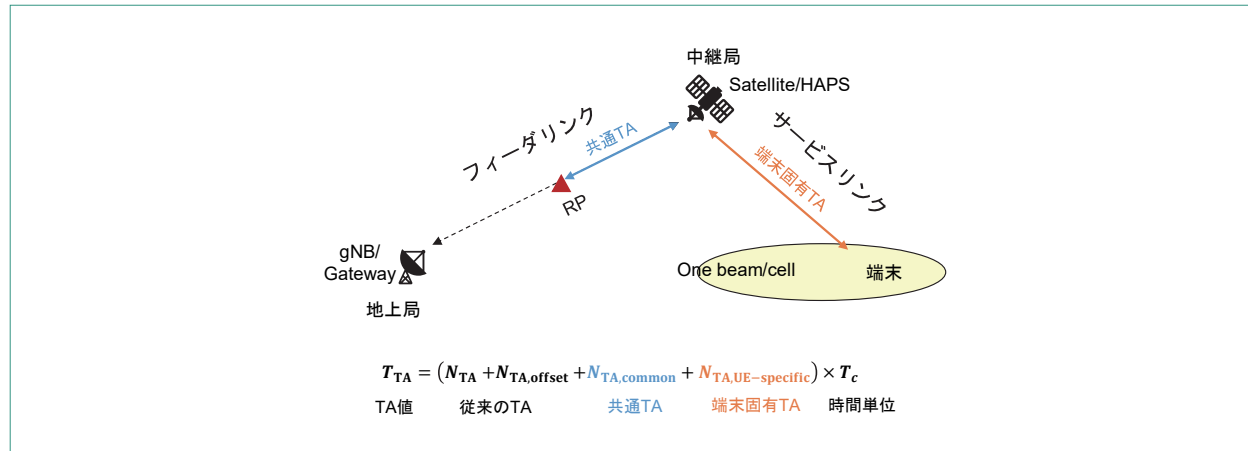 中継局
Satellite/HAPS
フィーダリンク
共通TA
サービスリンク
端末固有TA
RP
gNB/
Gateway
地上局
One beam/cell
端末
T_TA = (N_TA + N_TA,offset + N_TA,common + N_TA,UE−specific) × T_c
TA値 従来のTA 共通TA 端末固有TA 時間単位